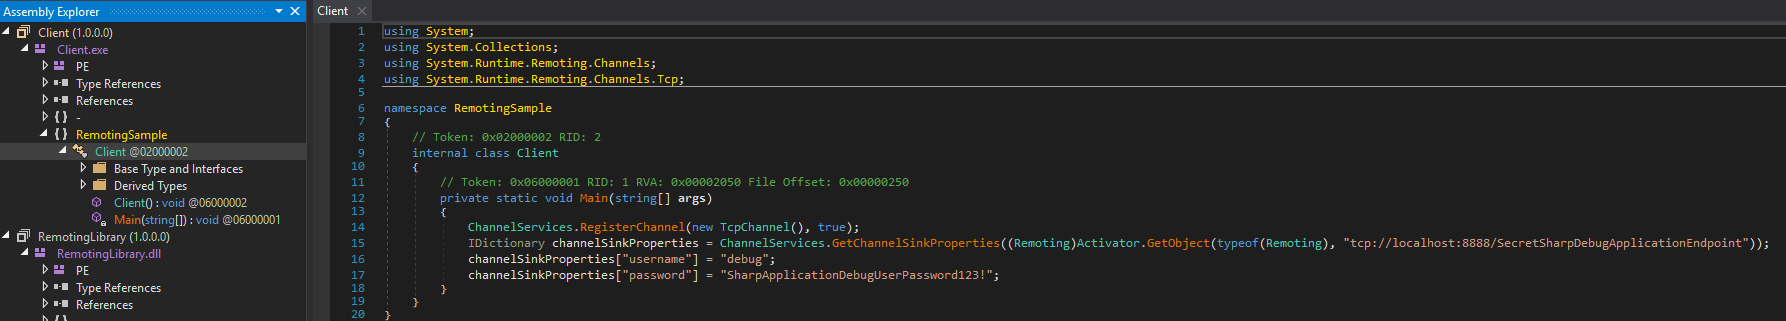 Assembly Explorer
Client (1.0.0.0)
Client.exe
PE
Type References
References
-
RemotingSample
Client @02000002
Base Type and Interfaces
Derived Types
Client() : void @06000002
Main(string[]) : void @06000001
RemotingLibrary (1.0.0.0)
RemotingLibrary.dll
PE
Type References
References
Client
1 using System;
2 using System.Collections;
3 using System.Runtime.Remoting.Channels;
4 using System.Runtime.Remoting.Channels.Tcp;
5
6 namespace RemotingSample
7 {
8 // Token: 0x02000002 RID: 2
9 internal class Client
10 {
11 // Token: 0x06000001 RID: 1 RVA: 0x00002050 File Offset: 0x00000250
12 private static void Main(string[] args)
13 {
14 ChannelServices.RegisterChannel(new TcpChannel(), true);
15 IDictionary channelSinkProperties = ChannelServices.GetChannelSinkProperties((Remoting)Activator.GetObject(typeof(Remoting), "tcp://localhost:8888/SecretSharpDebugApplicationEndpoint"));
16 channelSinkProperties["username"] = "debug";
17 channelSinkProperties["password"] = "SharpApplicationDebugUserPassword123!";
18 }
19 }
20 }